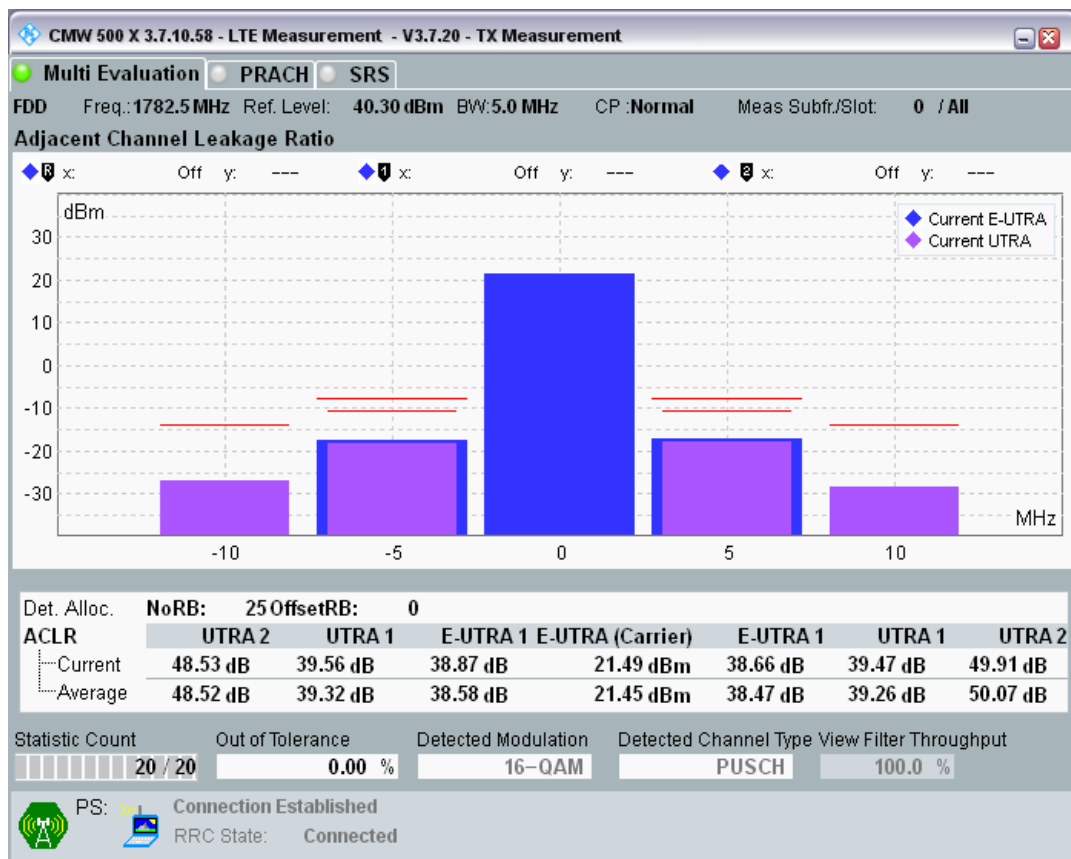 CMW 500 X 3.7.10.58 - LTE Measurement - V3.7.20 - TX Measurement
Multi Evaluation PRACH SRS
FDD Freq.: 1782.5 MHz Ref. Level: 40.30 dBm BW: 5.0 MHz CP : Normal Meas Subfr./Slot: 0 / All
Adjacent Channel Leakage Ratio
R x: Off y: --- 1 x: Off y: --- 2 x: Off y: ---
dBm
Current E-UTRA
Current UTRA
30
20
10
0
-10
-20
-30
MHz
-10 -5 0 5 10
Det. Alloc. NoRB: 25 OffsetRB: 0
ACLR UTRA 2 UTRA 1 E-UTRA 1 E-UTRA (Carrier) E-UTRA 1 UTRA 1 UTRA 2
Current 48.53 dB 39.56 dB 38.87 dB 21.49 dBm 38.66 dB 39.47 dB 49.91 dB
Average 48.52 dB 39.32 dB 38.58 dB 21.45 dBm 38.47 dB 39.26 dB 50.07 dB
Statistic Count Out of Tolerance Detected Modulation Detected Channel Type View Filter Throughput
20 / 20 0.00 % 16-QAM PUSCH 100.0 %
PS: Connection Established
RRC State: Connected